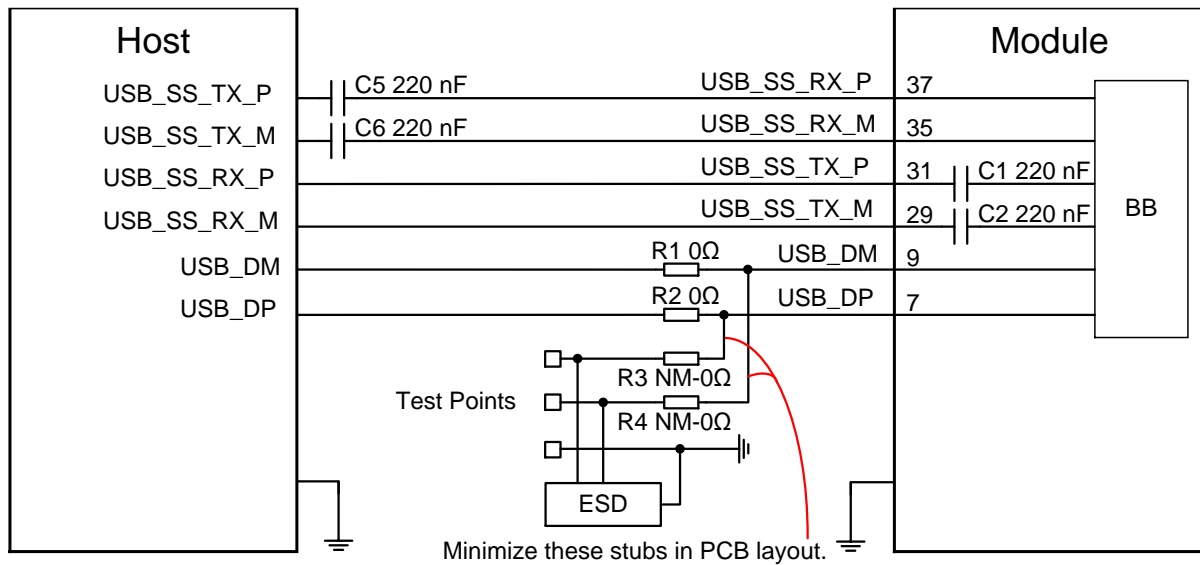 Host
Module
USB_SS_TX_P
C5 220 nF
USB_SS_RX_P
37
USB_SS_TX_M
C6 220 nF
USB_SS_RX_M
35
USB_SS_RX_P
USB_SS_TX_P
31
C1 220 nF
USB_SS_RX_M
USB_SS_TX_M
29
C2 220 nF
BB
USB_DM
R1 0Ω
USB_DM
9
USB_DP
R2 0Ω
USB_DP
7
R3 NM-0Ω
Test Points
R4 NM-0Ω
ESD
Minimize these stubs in PCB layout.